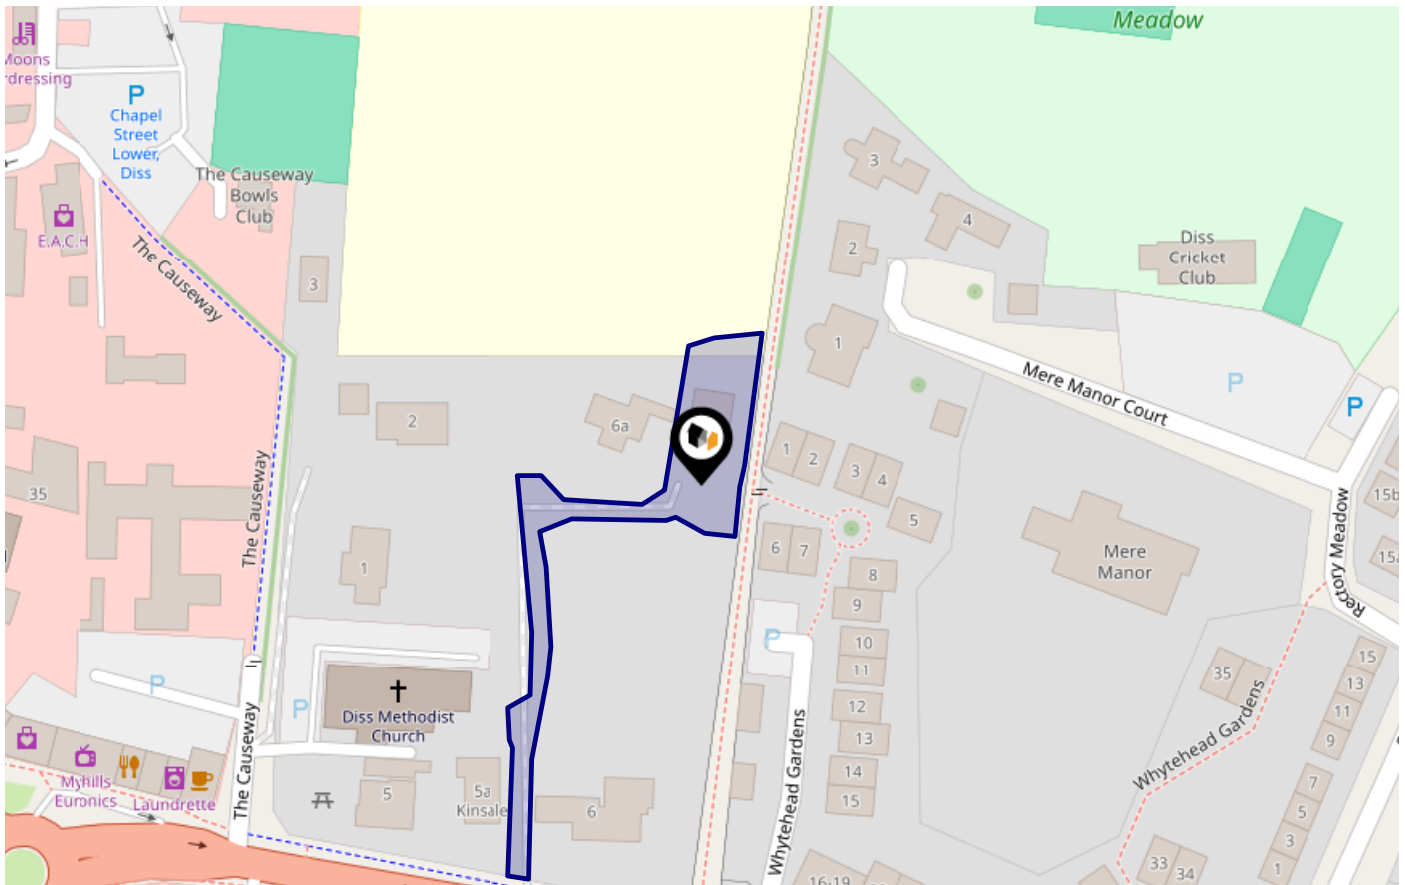 Meadow
Moons
rdressing
P
Chapel
Street
Lower,
Diss
The Causeway
Bowls
Club
E.A.C.H
The Causeway
3
3
4
2
Diss
Cricket
Club
1
Mere Manor Court
P
P
2
6a
1
2
3
4
5
35
The Causeway
15b
Rectory Meadow
15a
Mere
Manor
6
7
8
9
1
P
10
11
12
13
14
15
35
15
13
11
9
7
5
3
1
P
P
Diss Methodist
Church
The Causeway
Myhills
Euronics
Laundrette
5
5a
Kinsale
6
Whytehead Gardens
Whytehead Gardens
33
34
16-19